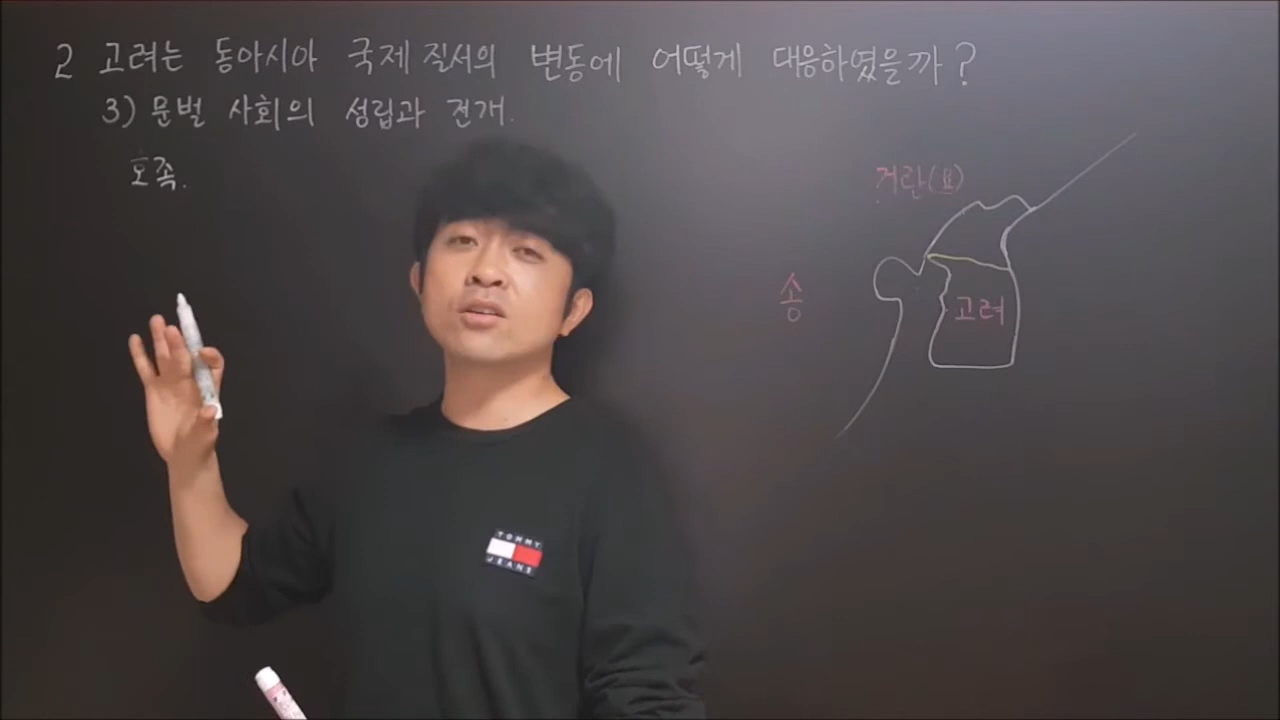 2 고려는 동아시아 국제 질서의 변동에 어떻게 대응하였을까?
3) 문벌 사회의 성립과 전개.
호족.
거란(요)
송
고려
TOMMY
JEANS